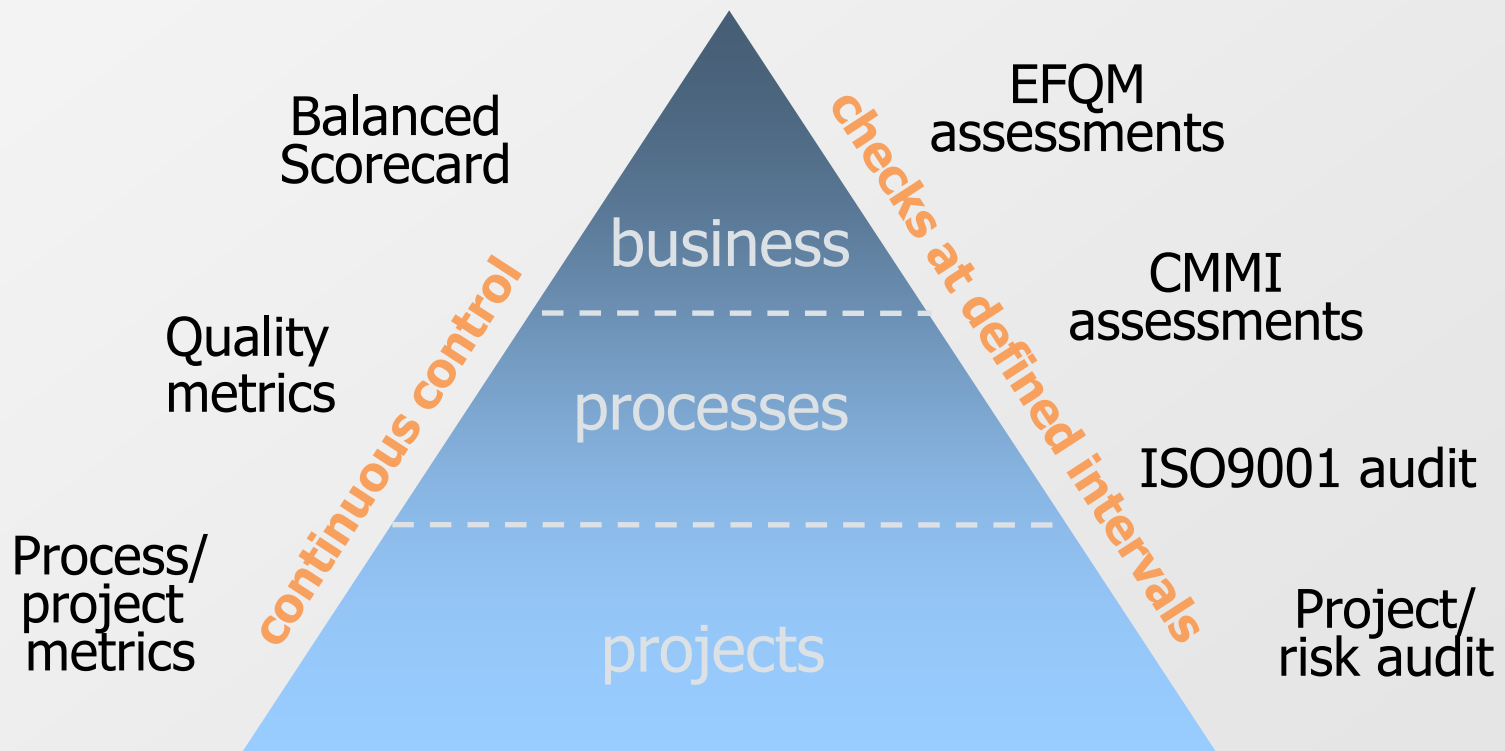 Balanced
Scorecard
EFQM
assessments
checks at defined intervals
business
continuous control
CMMI
assessments
Quality
metrics
processes
ISO9001 audit
Process/
project
metrics
projects
Project/
risk audit